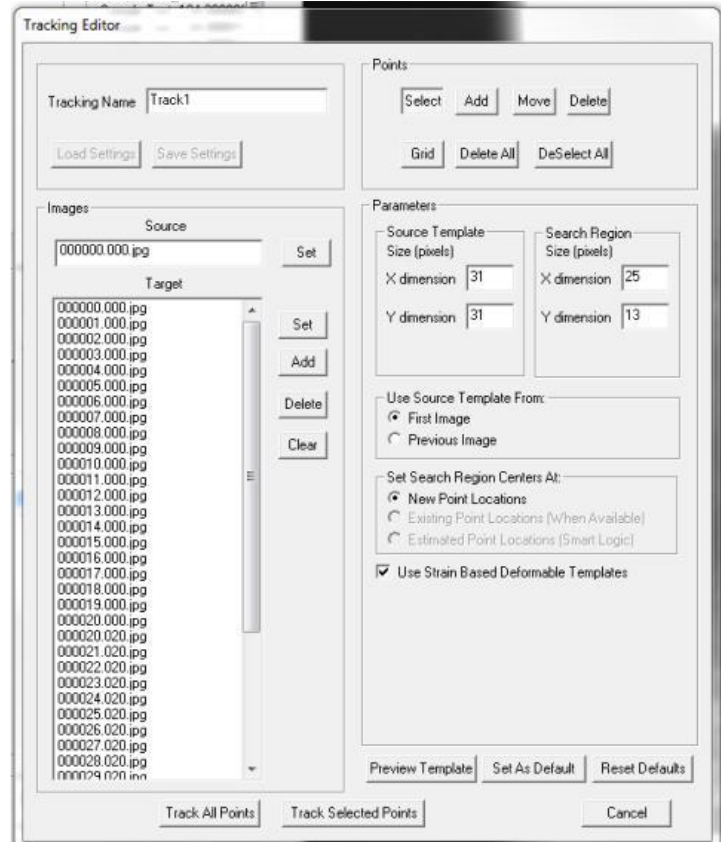 Tracking Editor
Tracking Name Track1
Load Settings Save Settings
Points
Select Add Move Delete
Grid Delete All DeSelect All
Images
Source
000000.000.jpg Set
Target
000000.000.jpg
000001.000.jpg
000002.000.jpg
000003.000.jpg
000004.000.jpg
000005.000.jpg
000006.000.jpg
000007.000.jpg
000008.000.jpg
000009.000.jpg
000010.000.jpg
000011.000.jpg
000012.000.jpg
000013.000.jpg
000014.000.jpg
000015.000.jpg
000016.000.jpg
000017.000.jpg
000018.000.jpg
000019.000.jpg
000020.000.jpg
000020.020.jpg
000021.020.jpg
000022.020.jpg
000023.020.jpg
000024.020.jpg
000025.020.jpg
000026.020.jpg
000027.020.jpg
000028.020.jpg
000029.020.jpg
Set
Add
Delete
Clear
Parameters
Source Template
Size (pixels)
X dimension 31
Y dimension 31
Search Region
Size (pixels)
X dimension 25
Y dimension 13
Use Source Template From:
First Image
Previous Image
Set Search Region Centers At:
New Point Locations
Existing Point Locations (When Available)
Estimated Point Locations (Smart Logic)
Use Strain Based Deformable Templates
Preview Template Set As Default Reset Defaults
Track All Points Track Selected Points Cancel